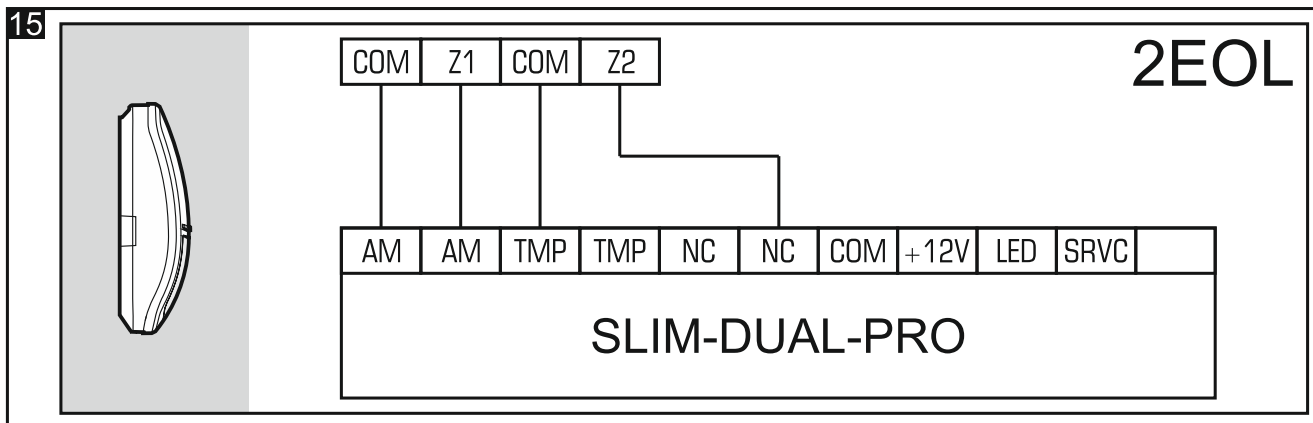 15
COM Z1 COM Z2
2EOL
AM AM TMP TMP NC NC COM +12V LED SRVC
SLIM-DUAL-PRO